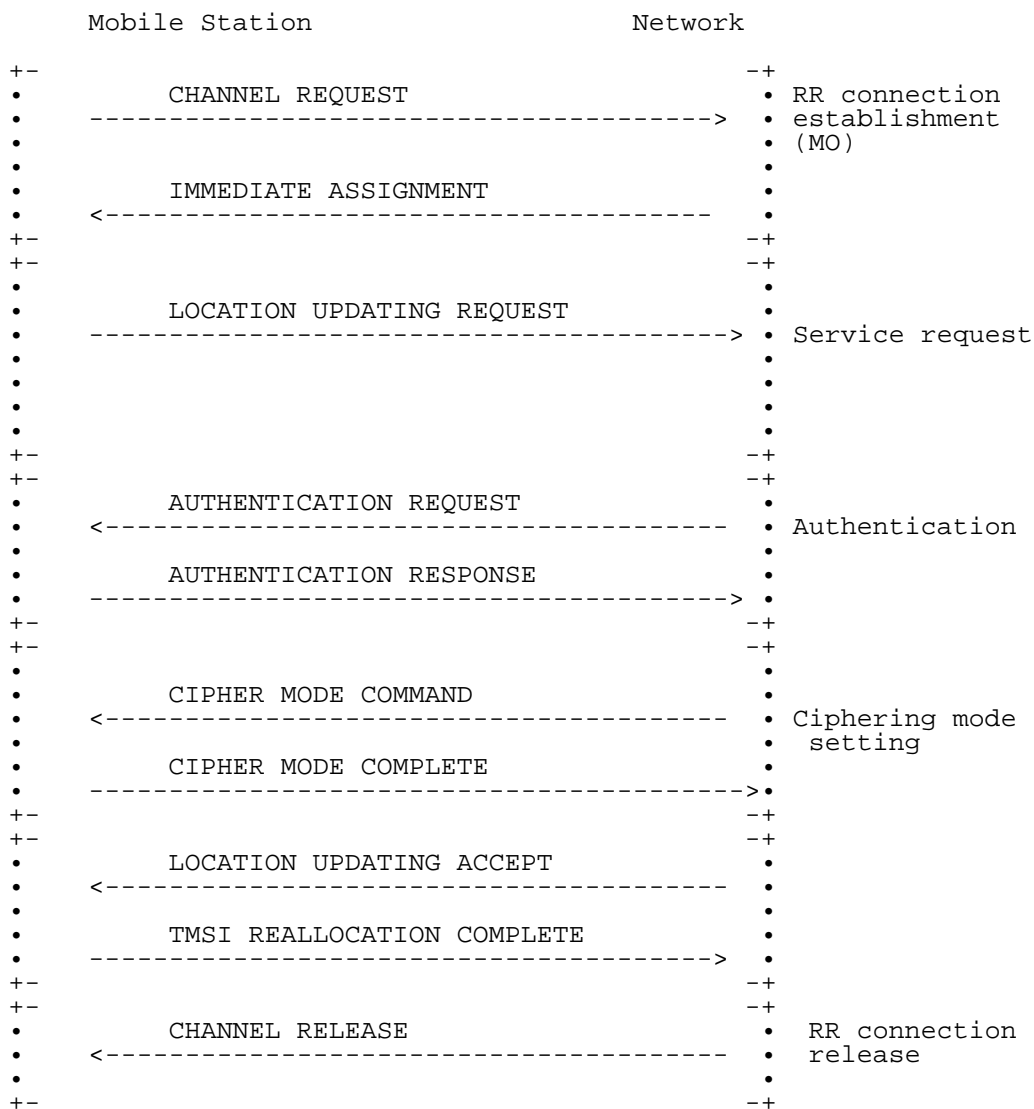 Mobile Station Network
CHANNEL REQUEST RR connection
establishment
(MO)
IMMEDIATE ASSIGNMENT
LOCATION UPDATING REQUEST
Service request
AUTHENTICATION REQUEST
Authentication
AUTHENTICATION RESPONSE
CIPHER MODE COMMAND
Ciphering mode
setting
CIPHER MODE COMPLETE
LOCATION UPDATING ACCEPT
TMSI REALLOCATION COMPLETE
CHANNEL RELEASE RR connection
release